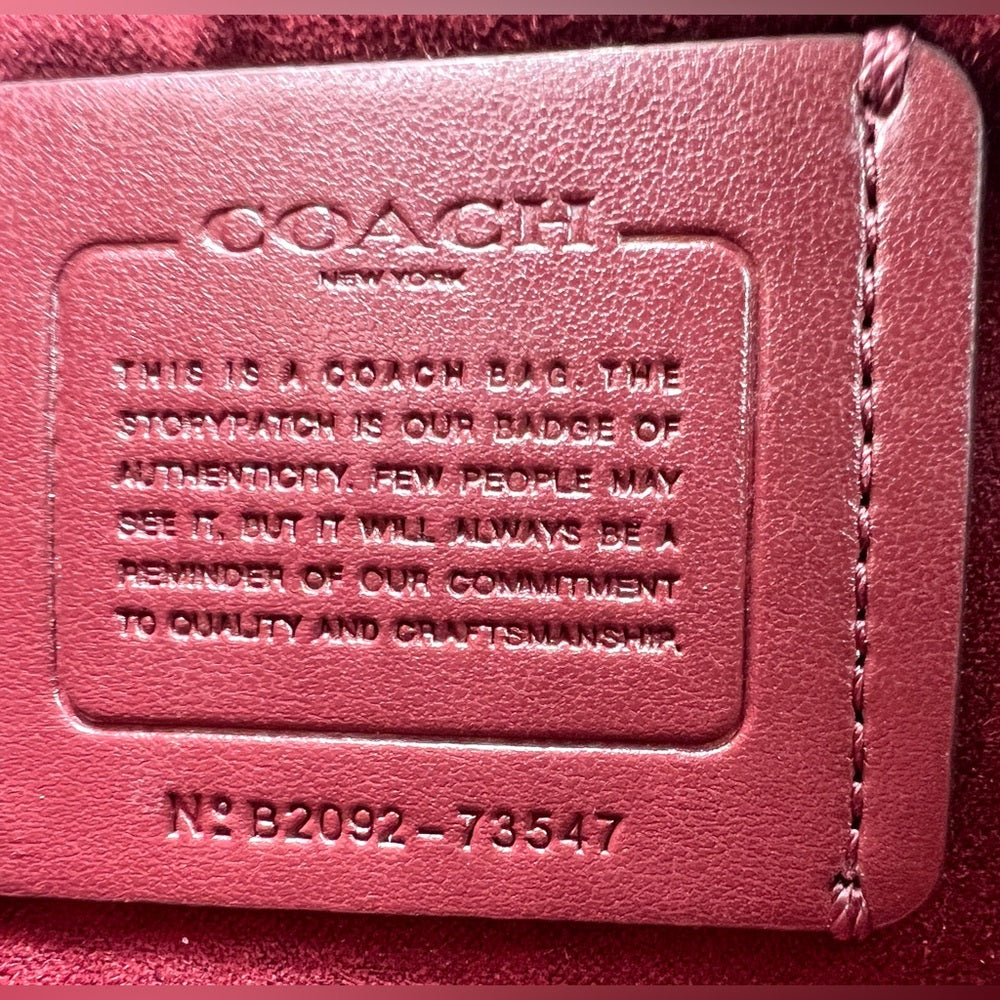 COACH
NEW YORK
THIS IS A COACH BAG. THE
STORYPATCH IS OUR BADGE OF
AUTHENTICITY. FEW PEOPLE MAY
SEE IT, BUT IT WILL ALWAYS BE A
REMINDER OF OUR COMMITMENT
TO QUALITY AND CRAFTSMANSHIP.
Nº B2092-73547